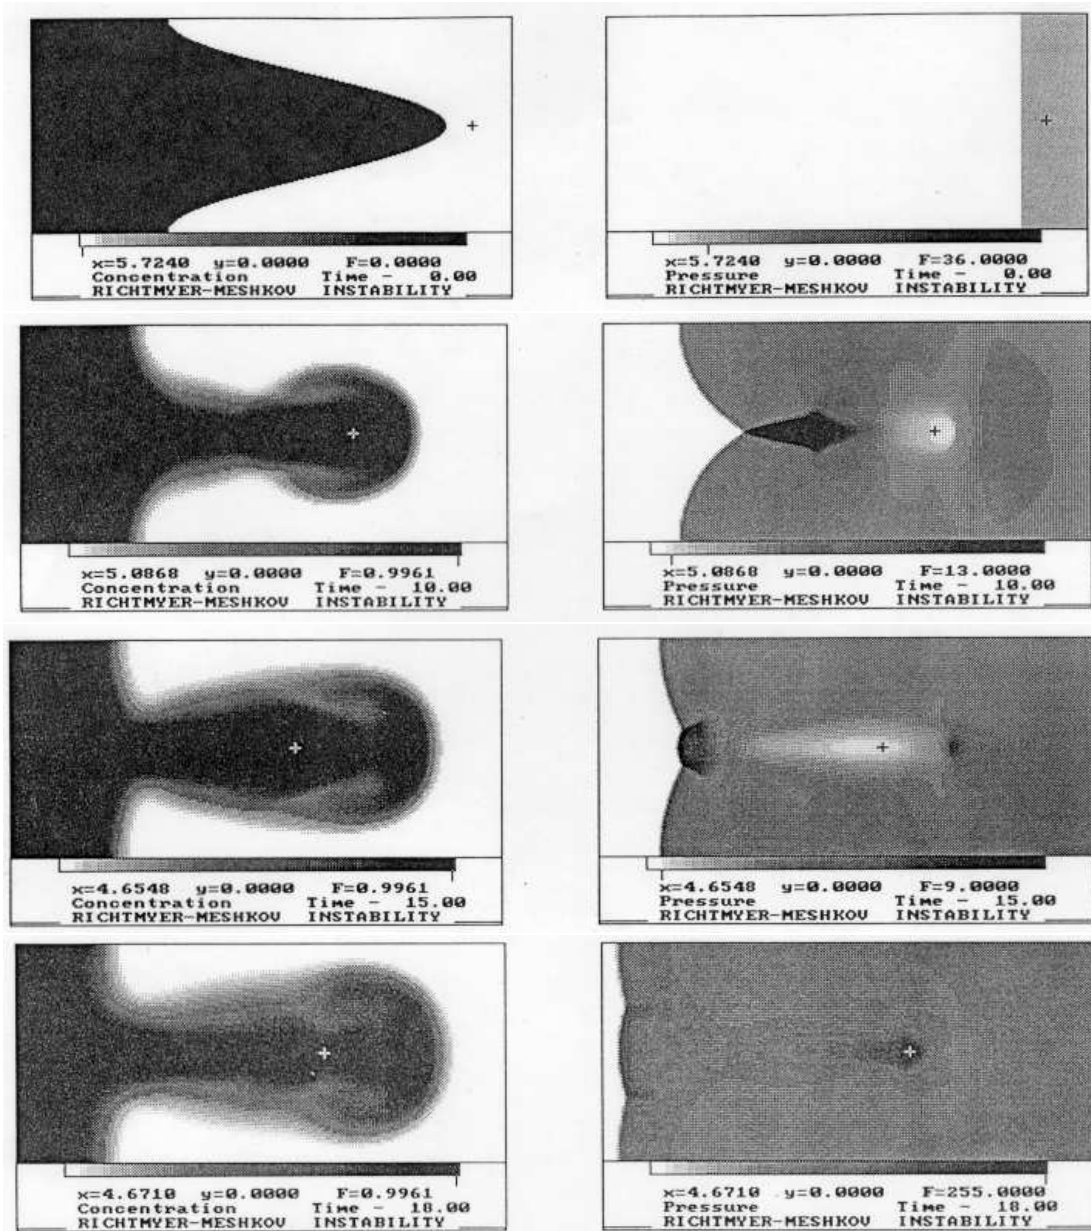 x=5.7240 y=0.0000 F=0.0000
Concentration Time - 0.00
RICHTMYER-MESHKOV INSTABILITY
x=5.7240 y=0.0000 F=36.0000
Pressure Time - 0.00
RICHTMYER-MESHKOV INSTABILITY
x=5.0868 y=0.0000 F=0.9961
Concentration Time - 10.00
RICHTMYER-MESHKOV INSTABILITY
x=5.0868 y=0.0000 F=13.0000
Pressure Time - 10.00
RICHTMYER-MESHKOV INSTABILITY
x=4.6548 y=0.0000 F=0.9961
Concentration Time - 15.00
RICHTMYER-MESHKOV INSTABILITY
x=4.6548 y=0.0000 F=9.0000
Pressure Time - 15.00
RICHTMYER-MESHKOV INSTABILITY
x=4.6710 y=0.0000 F=0.9961
Concentration Time - 18.00
RICHTMYER-MESHKOV INSTABILITY
x=4.6710 y=0.0000 F=255.0000
Pressure Time - 18.00
RICHTMYER-MESHKOV INSTABILITY